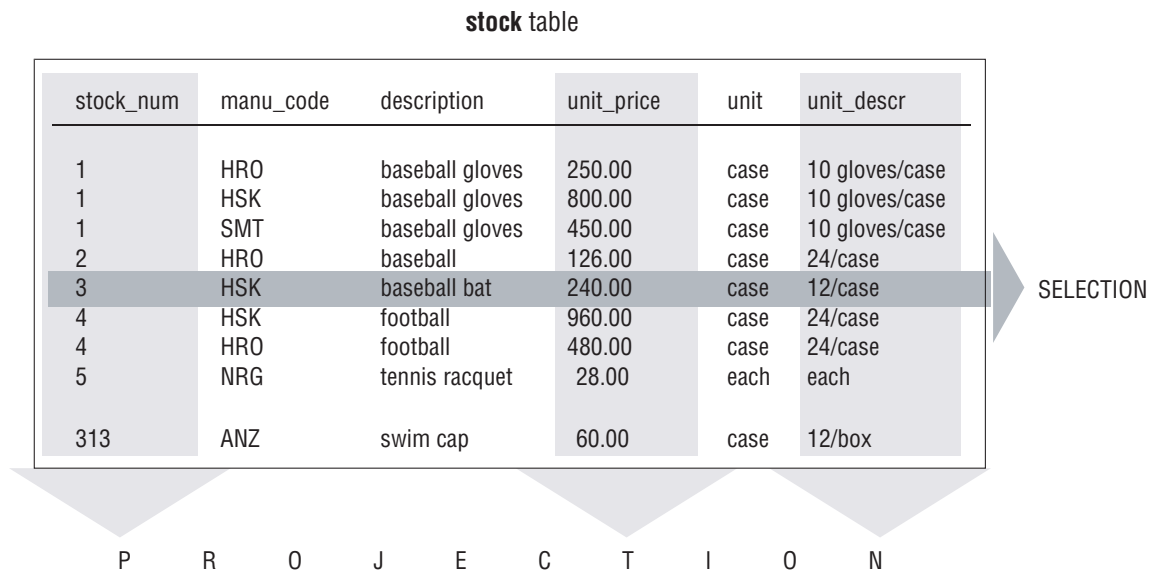 stock table
stock_num manu_code description unit_price unit unit_descr
1 HRO baseball gloves 250.00 case 10 gloves/case
1 HSK baseball gloves 800.00 case 10 gloves/case
1 SMT baseball gloves 450.00 case 10 gloves/case
2 HRO baseball 126.00 case 24/case
3 HSK baseball bat 240.00 case 12/case
SELECTION
4 HSK football 960.00 case 24/case
4 HRO football 480.00 case 24/case
5 NRG tennis racquet 28.00 each each
313 ANZ swim cap 60.00 case 12/box
P R O J E C T I O N